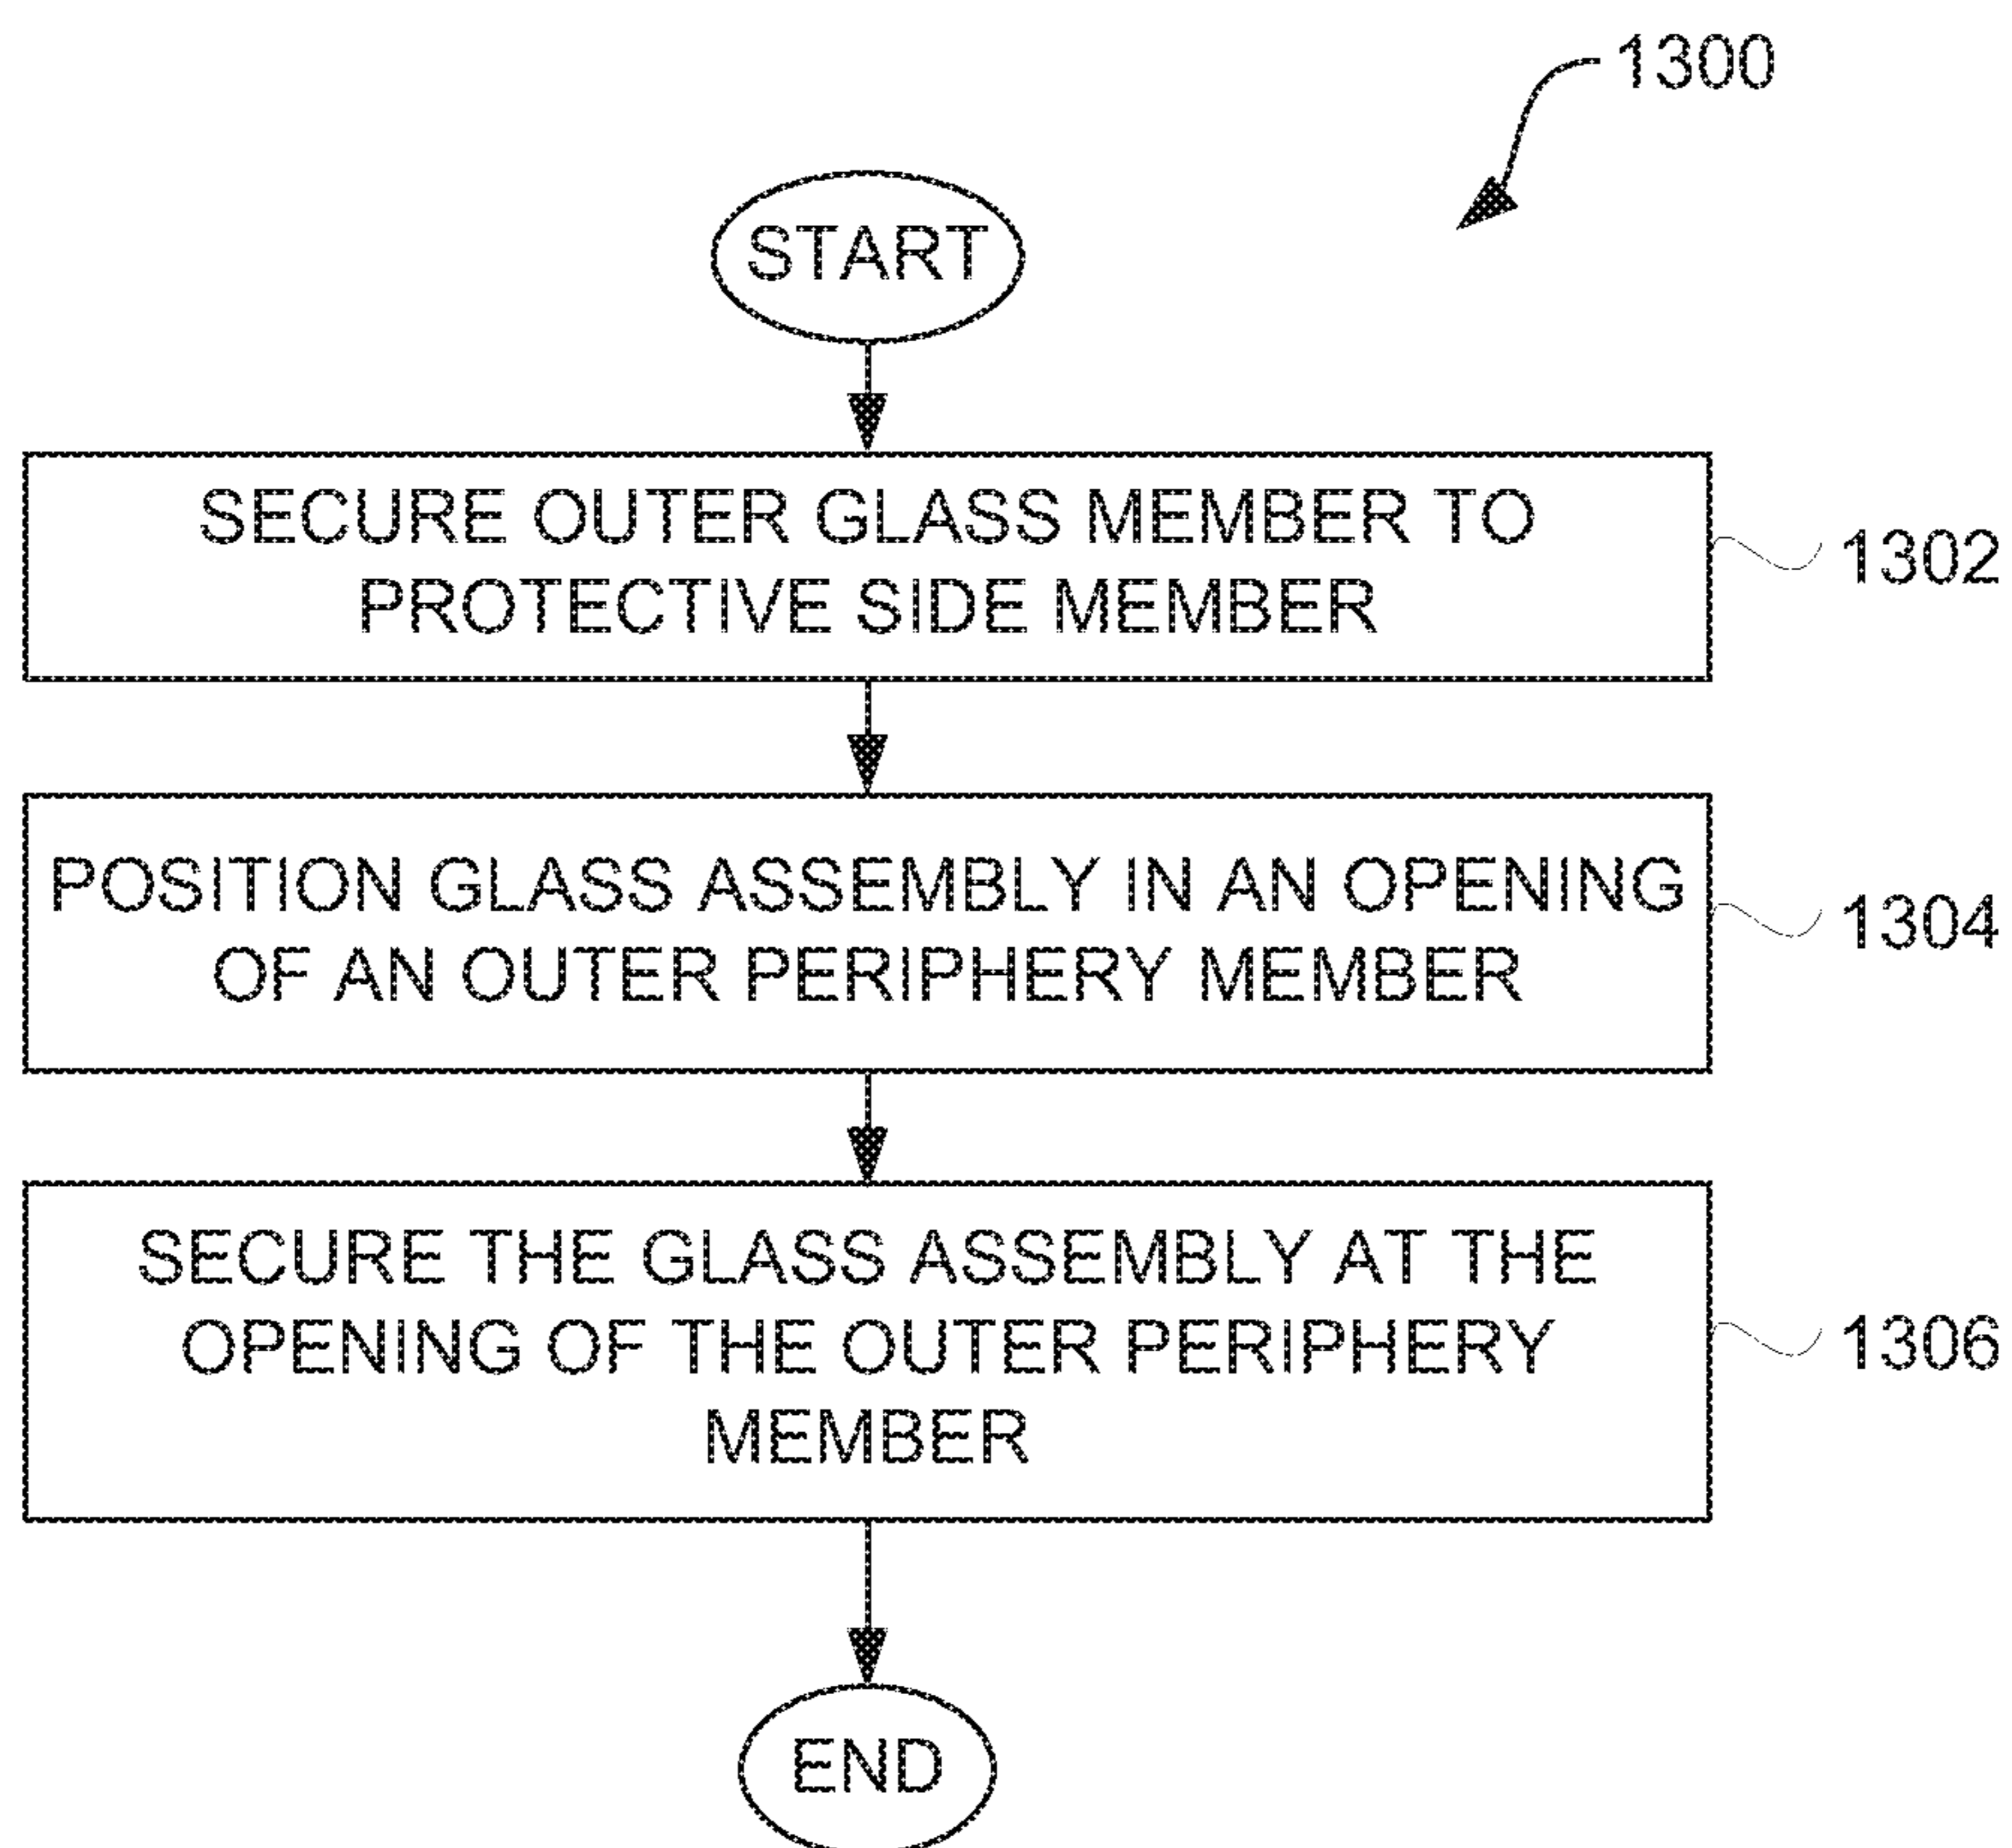 1300
START
SECURE OUTER GLASS MEMBER TO
PROTECTIVE SIDE MEMBER
1302
POSITION GLASS ASSEMBLY IN AN OPENING
OF AN OUTER PERIPHERY MEMBER
1304
SECURE THE GLASS ASSEMBLY AT THE
OPENING OF THE OUTER PERIPHERY
MEMBER
1306
END